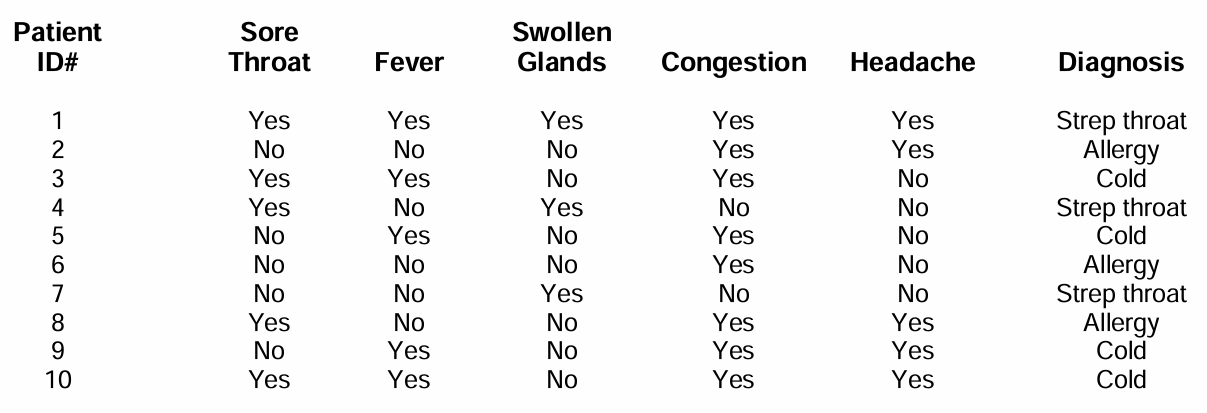 Patient ID# Sore Throat Fever Swollen Glands Congestion Headache Diagnosis
1 Yes Yes Yes Yes Yes Strep throat
2 No No No Yes Yes Allergy
3 Yes Yes No Yes No Cold
4 Yes No Yes No No Strep throat
5 No Yes No Yes No Cold
6 No No No Yes No Allergy
7 No No Yes No No Strep throat
8 Yes No No Yes Yes Allergy
9 No Yes No Yes Yes Cold
10 Yes Yes No Yes Yes Cold